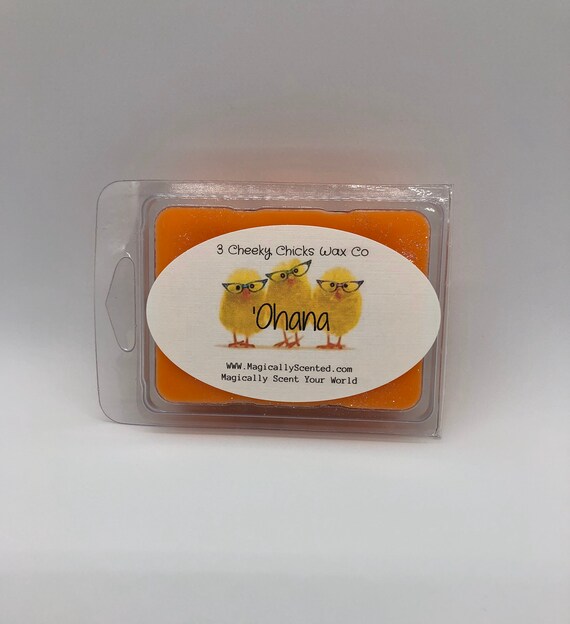 3 Cheeky Chicks Wax Co
'Ohana
WWW.MagicallyScented.com
Magically Scent Your World